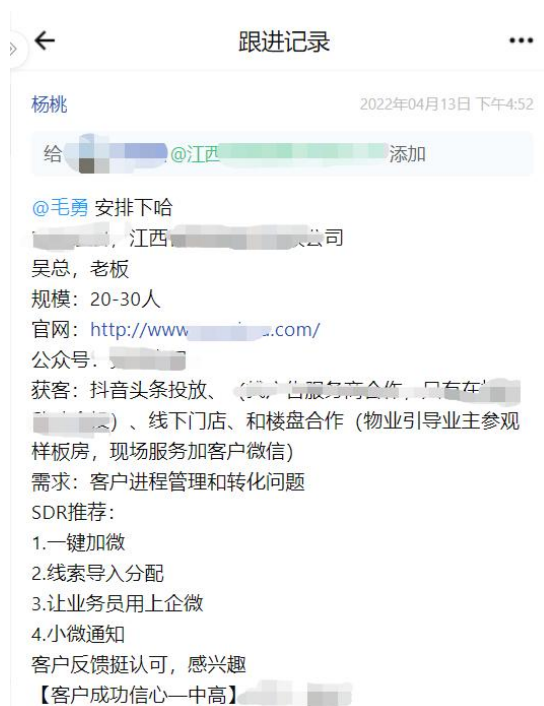 跟进记录
杨桃 2022年04月13日 下午4:52
给 @江西 添加
@毛勇 安排下哈
，江西 公司
吴总，老板
规模：20-30人
官网：http://www. .com/
公众号：
获客：抖音头条投放、
）、线下门店、和楼盘合作（物业引导业主参观
样板房，现场服务加客户微信）
需求：客户进程管理和转化问题
SDR推荐：
1.一键加微
2.线索导入分配
3.让业务员用上企微
4.小微通知
客户反馈挺认可，感兴趣
【客户成功信心—中高】